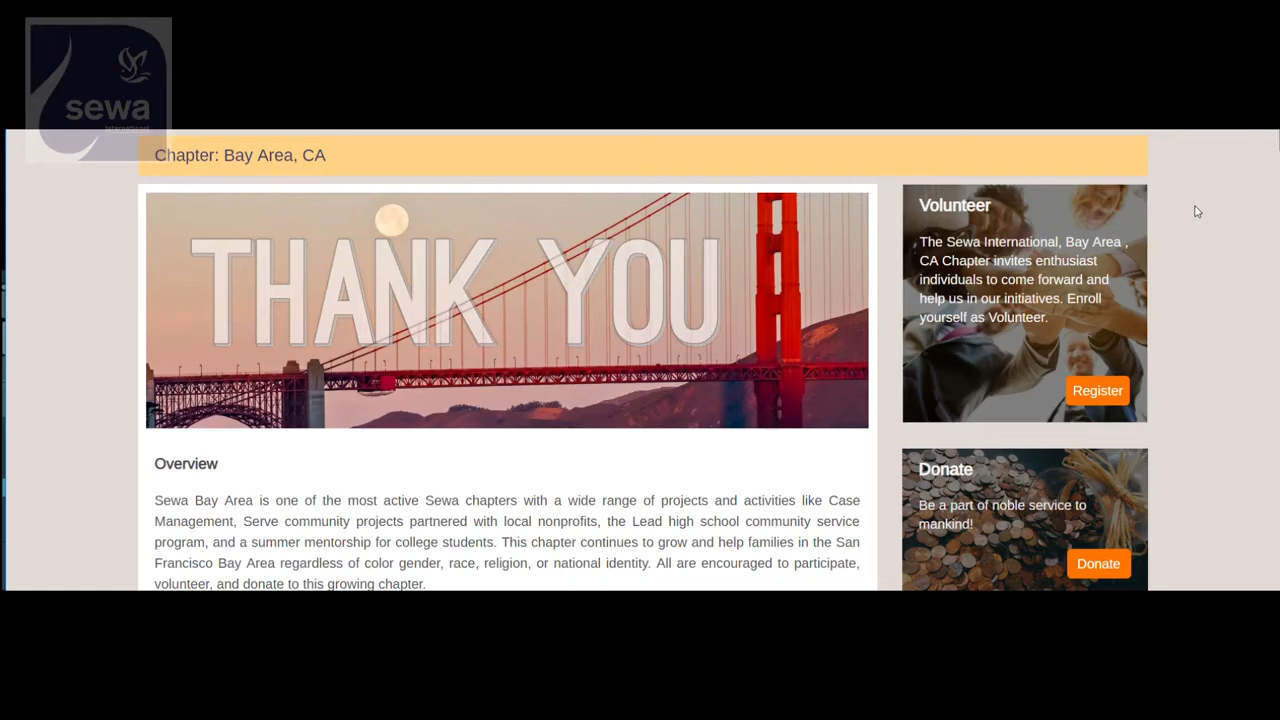 sewa
International
Chapter: Bay Area, CA
THANK YOU
Overview
Sewa Bay Area is one of the most active Sewa chapters with a wide range of projects and activities like Case
Management, Serve community projects partnered with local nonprofits, the Lead high school community service
program, and a summer mentorship for college students. This chapter continues to grow and help families in the San
Francisco Bay Area regardless of color gender, race, religion, or national identity. All are encouraged to participate,
volunteer, and donate to this growing chapter.
Volunteer
The Sewa International, Bay Area ,
CA Chapter invites enthusiast
individuals to come forward and
help us in our initiatives. Enroll
yourself as Volunteer.
Register
Donate
Be a part of noble service to
mankind!
Donate